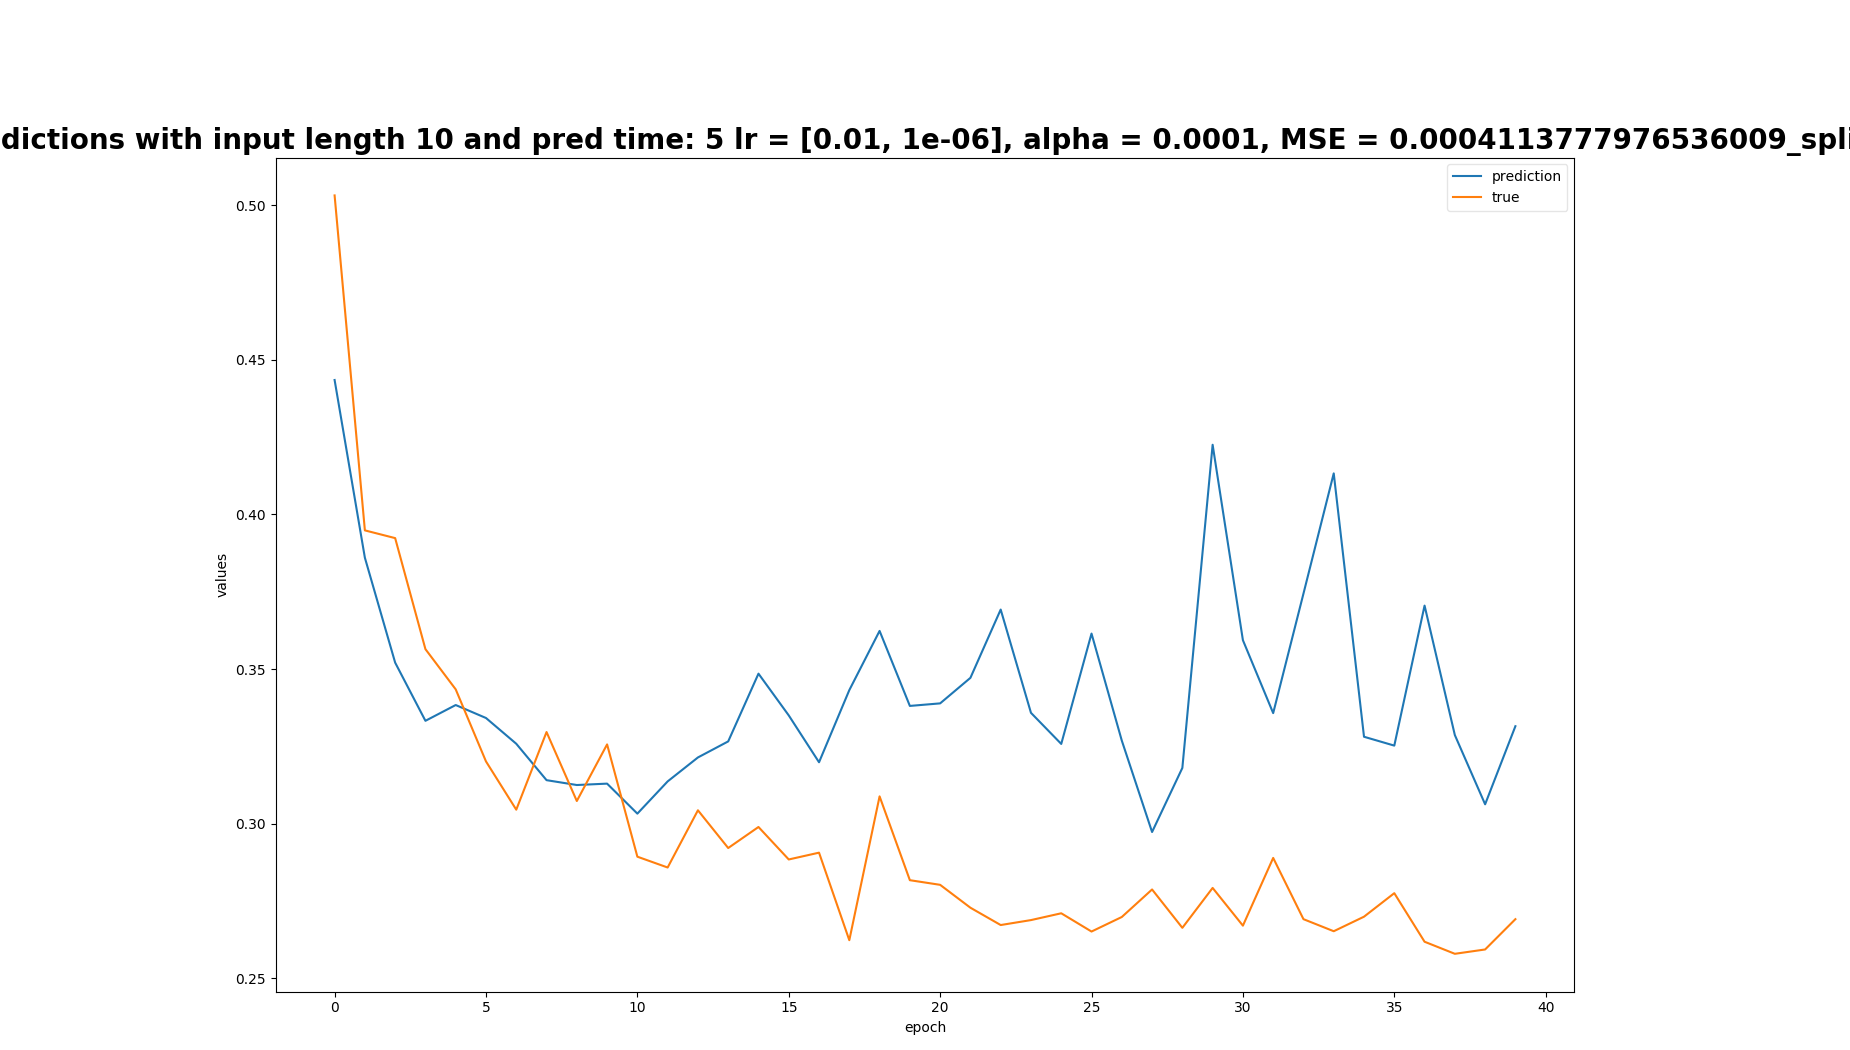 dictions with input length 10 and pred time: 5 lr = [0.01, 1e-06], alpha = 0.0001, MSE = 0.0004113777976536009_spli
prediction
true
0.50
0.45
0.40
0.35
0.30
0.25
values
0 5 10 15 20 25 30 35 40
epoch